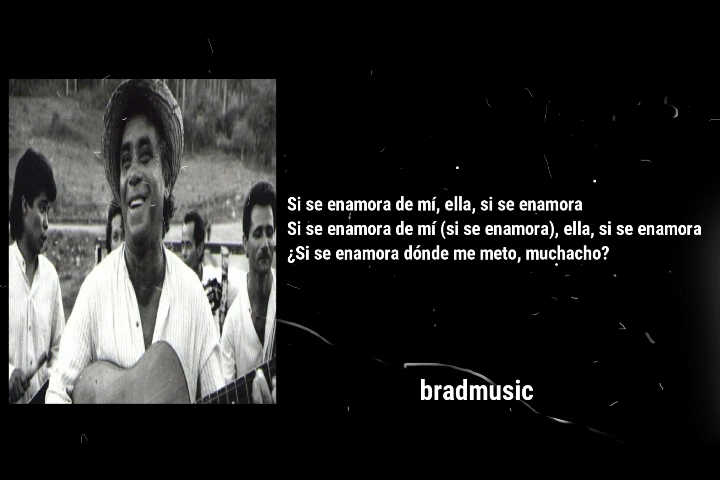 Si se enamora de mí, ella, si se enamora
Si se enamora de mí (si se enamora), ella, si se enamora
¿Si se enamora dónde me meto, muchacho?
bradmusic